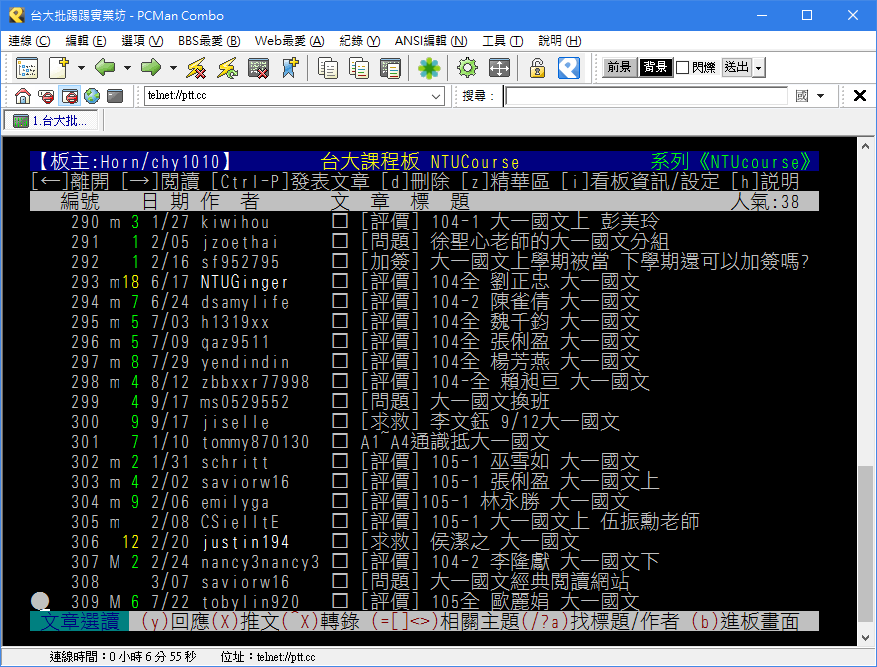 台大批踢踢實業坊 - PCMan Combo
連線 (C) 編輯 (E) 選項 (V) BBS最愛 (B) Web最愛 (A) 紀錄 (Y) ANSI編輯 (N) 工具 (T) 說明 (H)
前景 背景 閃爍 送出
telnet://ptt.cc 搜尋： 國
1.台大批...
【板主:Horn/chy1010】 台大課程板 NTUCourse 系列《NTUcourse》
[←]離開 [→]閱讀 [Ctrl-P]發表文章 [d]刪除 [z]精華區 [i]看板資訊/設定 [h]説明
編號 日 期 作 者 文 章 標 題 人氣:38
290 m 3 1/27 kiwihou □ [評價] 104-1 大一國文上 彭美玲
291 1 2/05 jzoethai □ [問題] 徐聖心老師的大一國文分組
292 1 2/16 sf952795 □ [加簽] 大一國文上學期被當 下學期還可以加簽嗎?
293 m18 6/17 NTUGinger □ [評價] 104全 劉正忠 大一國文
294 m 7 6/24 dsamylife □ [評價] 104-2 陳雀倩 大一國文
295 m 5 7/03 h1319xx □ [評價] 104全 魏千鈞 大一國文
296 m 5 7/09 qaz9511 □ [評價] 104全 張俐盈 大一國文
297 m 8 7/29 yendindin □ [評價] 104全 楊芳燕 大一國文
298 m 4 8/12 zbbxxr77998 □ [評價] 104-全 賴昶亘 大一國文
299 4 9/17 ms0529552 □ [問題] 大一國文換班
300 9 9/17 jiselle □ [求救] 李文鈺 9/12大一國文
301 7 1/10 tommy870130 □ A1~A4通識抵大一國文
302 m 2 1/31 schritt □ [評價] 105-1 巫雪如 大一國文
303 m 4 2/02 saviorw16 □ [評價] 105-1 張俐盈 大一國文上
304 m 9 2/06 emilyga □ [評價]105-1 林永勝 大一國文
305 m 2/08 CSielltE □ [評價] 105-1 大一國文上 伍振勳老師
306 12 2/20 justin194 □ [求救] 侯潔之 大一國文
307 M 2 2/24 nancy3nancy3 □ [評價] 104-2 李隆獻 大一國文下
308 3/07 saviorw16 □ [問題] 大一國文經典閱讀網站
● 309 M 6 7/22 tobylin920 □ [評價] 105全 歐麗娟 大一國文
文章選讀 (y)回應(X)推文(^X)轉錄 (=[]<>)相關主題(/?a)找標題/作者 (b)進板畫面
連線時間：0 小時 6 分 55 秒 位址：telnet://ptt.cc